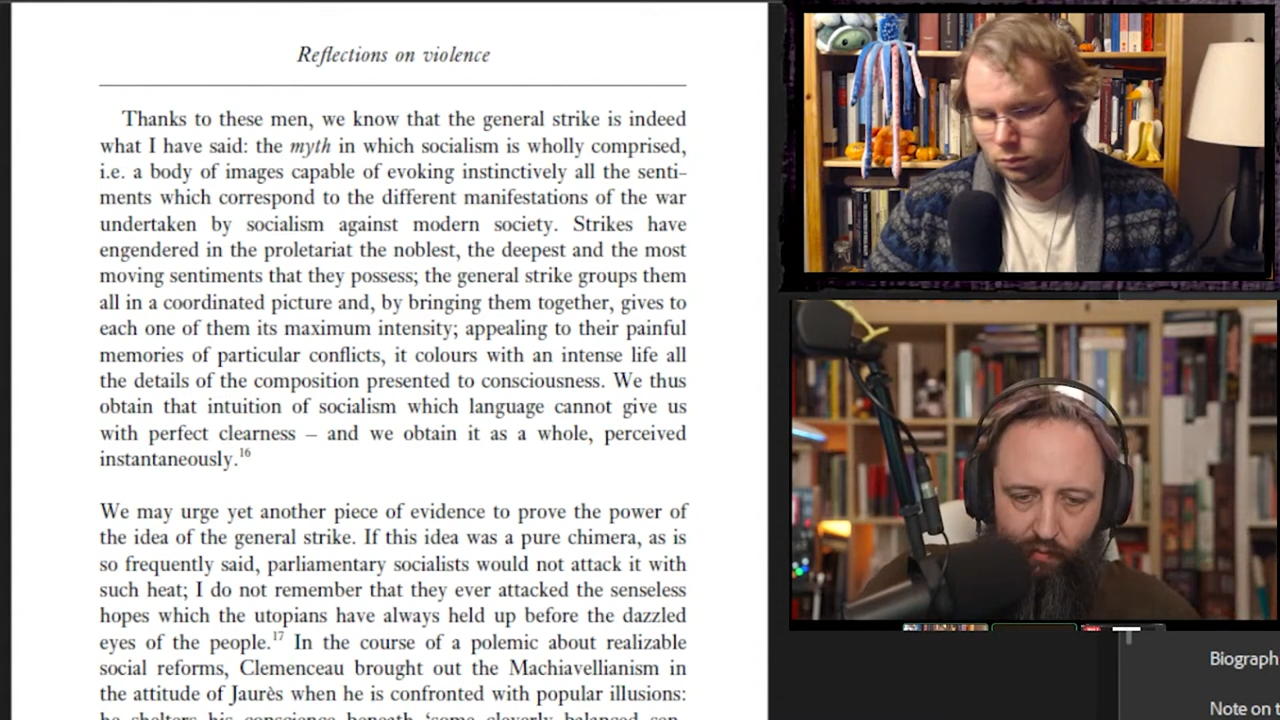 Reflections on violence
Thanks to these men, we know that the general strike is indeed
what I have said: the myth in which socialism is wholly comprised,
i.e. a body of images capable of evoking instinctively all the senti-
ments which correspond to the different manifestations of the war
undertaken by socialism against modern society. Strikes have
engendered in the proletariat the noblest, the deepest and the most
moving sentiments that they possess; the general strike groups them
all in a coordinated picture and, by bringing them together, gives to
each one of them its maximum intensity; appealing to their painful
memories of particular conflicts, it colours with an intense life all
the details of the composition presented to consciousness. We thus
obtain that intuition of socialism which language cannot give us
with perfect clearness – and we obtain it as a whole, perceived
instantaneously.16
We may urge yet another piece of evidence to prove the power of
the idea of the general strike. If this idea was a pure chimera, as is
so frequently said, parliamentary socialists would not attack it with
such heat; I do not remember that they ever attacked the senseless
hopes which the utopians have always held up before the dazzled
eyes of the people.17 In the course of a polemic about realizable
social reforms, Clemenceau brought out the Machiavellianism in
the attitude of Jaurès when he is confronted with popular illusions:
he shelters his conscience beneath ‘some cleverly balanced sen-
Biograph
Note on t